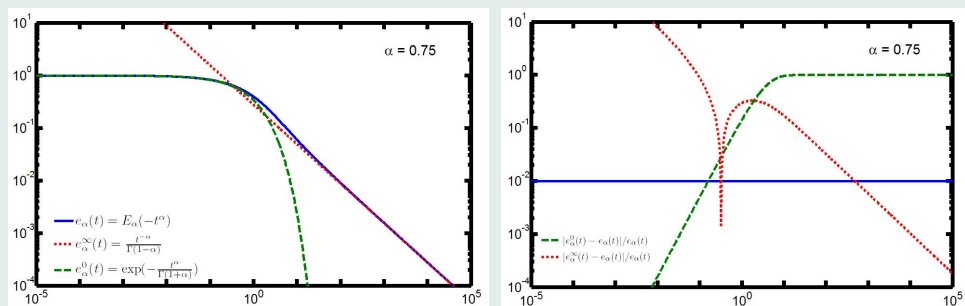 10^1
10^0
10^-1
10^-2
10^-3
10^-4
10^-5
10^0
10^5
α = 0.75
e_α(t) = E_α(-t^α)
e_α^∞(t) = t^-α / Γ(1-α)
e_α^0(t) = exp(-t^α / Γ(1+α))
10^1
10^0
10^-1
10^-2
10^-3
10^-4
10^-5
10^0
10^5
α = 0.75
|e_α^0(t) - e_α(t)|/e_α(t)
|e_α^∞(t) - e_α(t)|/e_α(t)